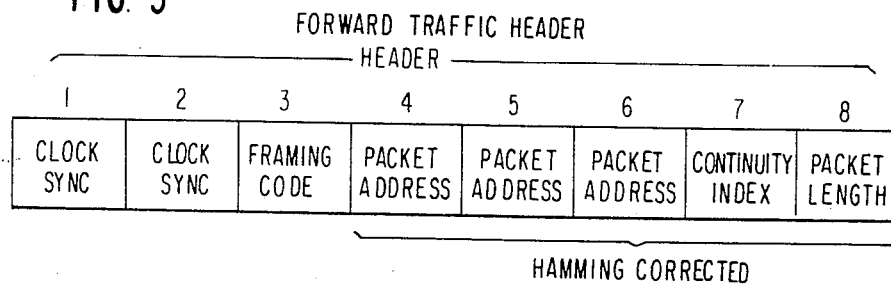 FORWARD TRAFFIC HEADER
HEADER
1 2 3 4 5 6 7 8
CLOCK SYNC CLOCK SYNC FRAMING CODE PACKET ADDRESS PACKET ADDRESS PACKET ADDRESS CONTINUITY INDEX PACKET LENGTH
HAMMING CORRECTED